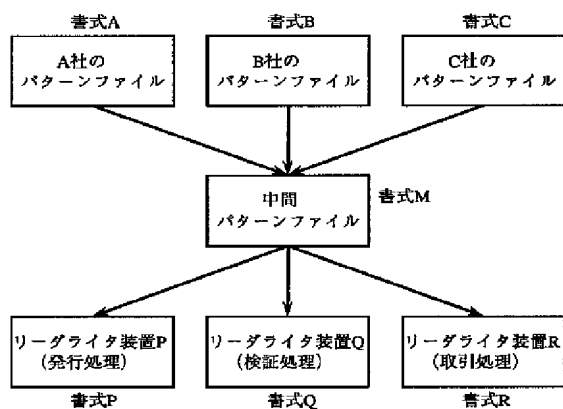 書式A
書式B
書式C
A社の
パターンファイル
B社の
パターンファイル
C社の
パターンファイル
中間
パターンファイル
書式M
リーダライタ装置P
(発行処理)
リーダライタ装置Q
(検証処理)
リーダライタ装置R
(取引処理)
書式P
書式Q
書式R